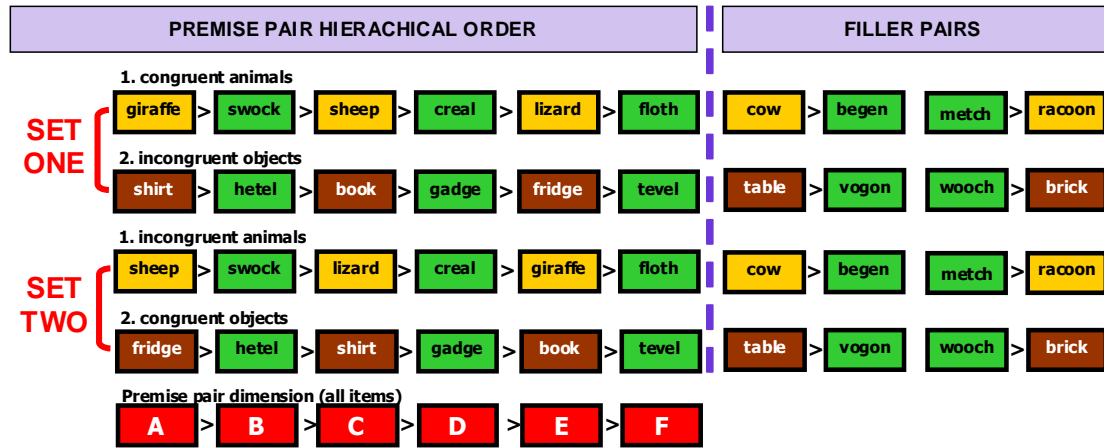 PREMISE PAIR HIERACHICAL ORDER
FILLER PAIRS
SET ONE
1. congruent animals
giraffe > swock > sheep > creal > lizard > floth
cow > begen metch > racoon
2. incongruent objects
shirt > hetel > book > gadge > fridge > tevel
table > vogon wooch > brick
SET TWO
1. incongruent animals
sheep > swock > lizard > creal > giraffe > floth
cow > begen metch > racoon
2. congruent objects
fridge > hetel > shirt > gadge > book > tevel
table > vogon wooch > brick
Premise pair dimension (all items)
A > B > C > D > E > F